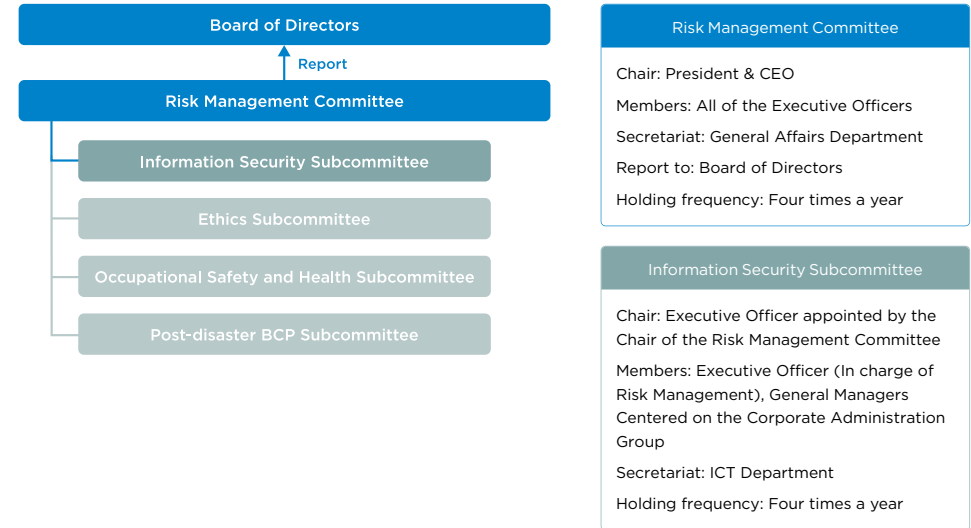 Board of Directors
Report
Risk Management Committee
Information Security Subcommittee
Ethics Subcommittee
Occupational Safety and Health Subcommittee
Post-disaster BCP Subcommittee
Risk Management Committee
Chair: President & CEO
Members: All of the Executive Officers
Secretariat: General Affairs Department
Report to: Board of Directors
Holding frequency: Four times a year
Information Security Subcommittee
Chair: Executive Officer appointed by the
Chair of the Risk Management Committee
Members: Executive Officer (In charge of
Risk Management), General Managers
Centered on the Corporate Administration
Group
Secretariat: ICT Department
Holding frequency: Four times a year